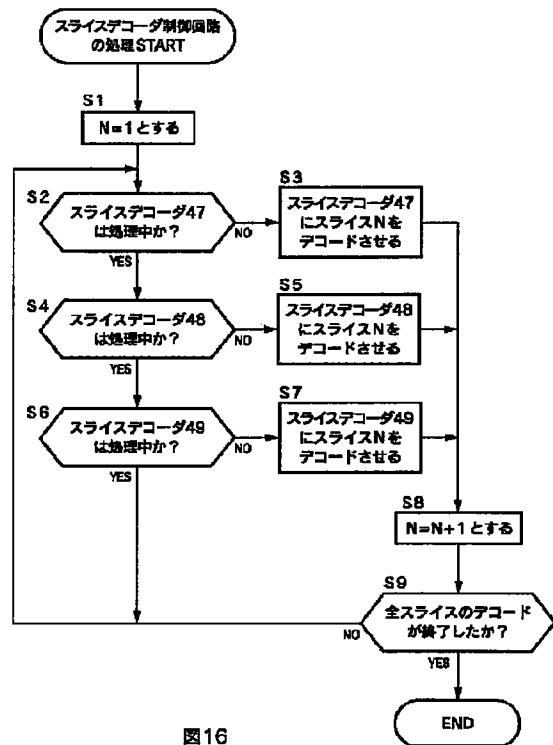 スライスデコーダ制御回路
の処理START
S1
N=1とする
S2
スライスデコーダ47
は処理中か？
NO
YES
S3
スライスデコーダ47
にスライスNを
デコードさせる
S4
スライスデコーダ48
は処理中か？
NO
YES
S5
スライスデコーダ48
にスライスNを
デコードさせる
S6
スライスデコーダ49
は処理中か？
NO
YES
S7
スライスデコーダ49
にスライスNを
デコードさせる
S8
N=N+1とする
S9
全スライスのデコード
が終了したか？
NO
YES
END
図16